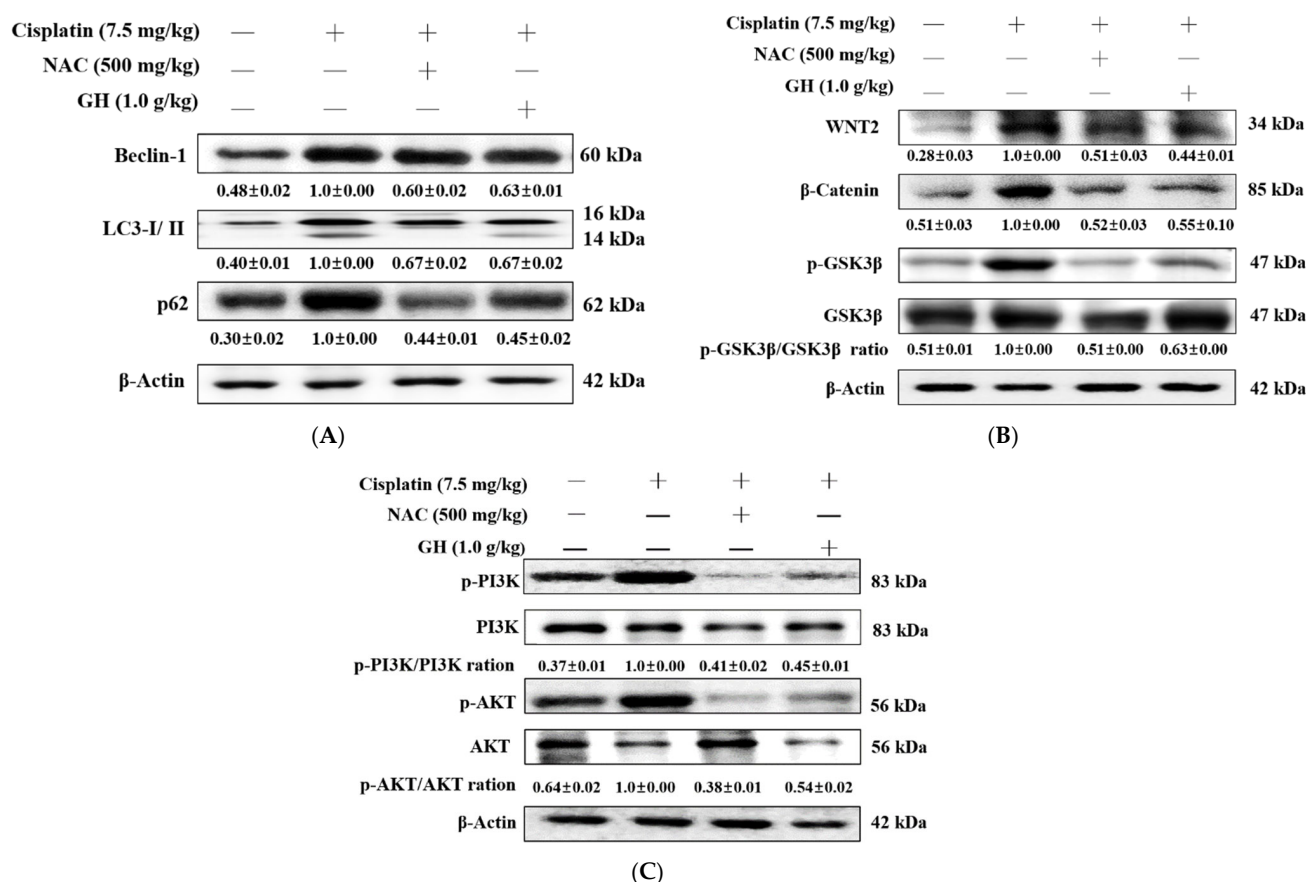 Cisplatin (7.5 mg/kg) — + + +
NAC (500 mg/kg) — — + —
GH (1.0 g/kg) — — — +
Beclin-1 60 kDa
0.48±0.02 1.0±0.00 0.60±0.02 0.63±0.01
LC3-I/ II 16 kDa
14 kDa
0.40±0.01 1.0±0.00 0.67±0.02 0.67±0.02
p62 62 kDa
0.30±0.02 1.0±0.00 0.44±0.01 0.45±0.02
β-Actin 42 kDa
(A)
Cisplatin (7.5 mg/kg) — + + +
NAC (500 mg/kg) — — + —
GH (1.0 g/kg) — — — +
WNT2 34 kDa
0.28±0.03 1.0±0.00 0.51±0.03 0.44±0.01
β-Catenin 85 kDa
0.51±0.03 1.0±0.00 0.52±0.03 0.55±0.10
p-GSK3β 47 kDa
GSK3β 47 kDa
p-GSK3β/GSK3β ratio 0.51±0.01 1.0±0.00 0.51±0.00 0.63±0.00
β-Actin 42 kDa
(B)
Cisplatin (7.5 mg/kg) — + + +
NAC (500 mg/kg) — — + —
GH (1.0 g/kg) — — — +
p-PI3K 83 kDa
PI3K 83 kDa
p-PI3K/PI3K ration 0.37±0.01 1.0±0.00 0.41±0.02 0.45±0.01
p-AKT 56 kDa
AKT 56 kDa
p-AKT/AKT ration 0.64±0.02 1.0±0.00 0.38±0.01 0.54±0.02
β-Actin 42 kDa
(C)